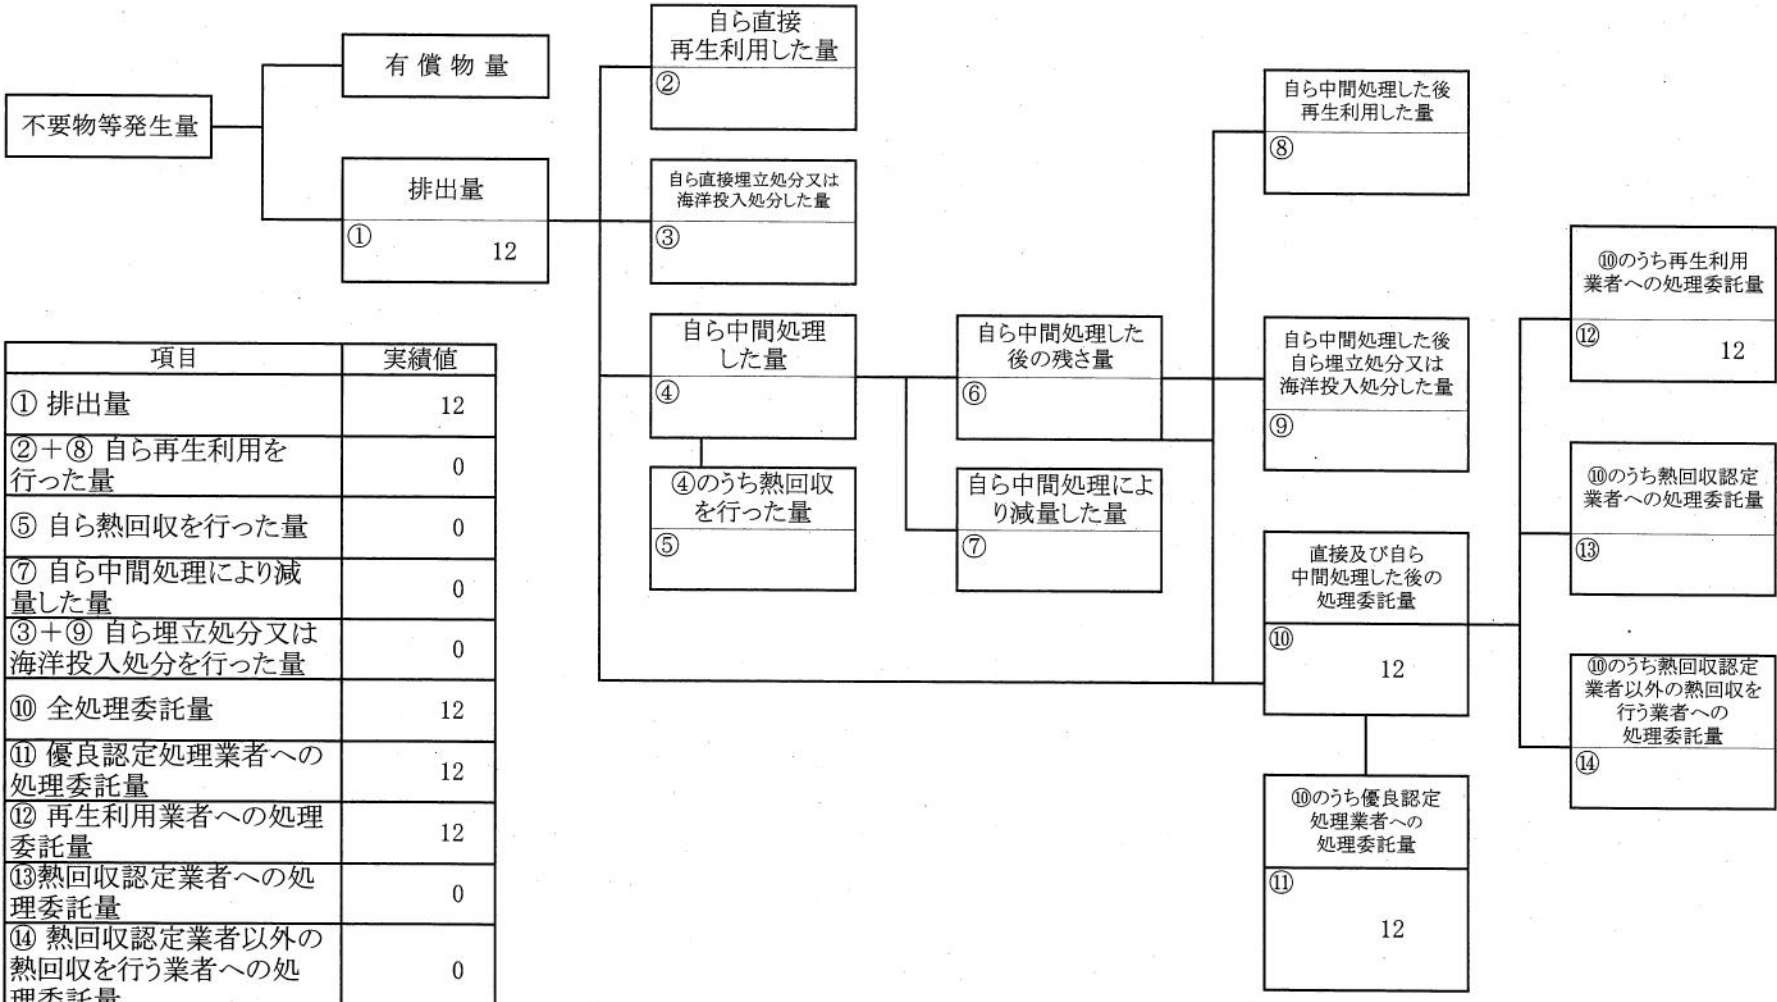 不要物等発生量
有償物量
排出量
①
12
自ら直接
再生利用した量
②
自ら直接埋立処分又は
海洋投入処分した量
③
自ら中間処理
した量
④
④のうち熱回収
を行った量
⑤
自ら中間処理した
後の残さ量
⑥
自ら中間処理によ
り減量した量
⑦
自ら中間処理した後
再生利用した量
⑧
自ら中間処理した後
自ら埋立処分又は
海洋投入処分した量
⑨
直接及び自ら
中間処理した後の
処理委託量
⑩
12
⑩のうち優良認定
処理業者への
処理委託量
⑪
12
⑩のうち再生利用
業者への処理委託量
⑫
12
⑩のうち熱回収認定
業者への処理委託量
⑬
⑩のうち熱回収認定
業者以外の熱回収を
行う業者への
処理委託量
⑭
項目 実績値
① 排出量 12
②+⑧ 自ら再生利用を
行った量 0
⑤ 自ら熱回収を行った量 0
⑦ 自ら中間処理により減
量した量 0
③+⑨ 自ら埋立処分又は
海洋投入処分を行った量 0
⑩ 全処理委託量 12
⑪ 優良認定処理業者への
処理委託量 12
⑫ 再生利用業者への処理
委託量 12
⑬熱回収認定業者への処
理委託量 0
⑭ 熱回収認定業者以外の
熱回収を行う業者への処 0
理委託量